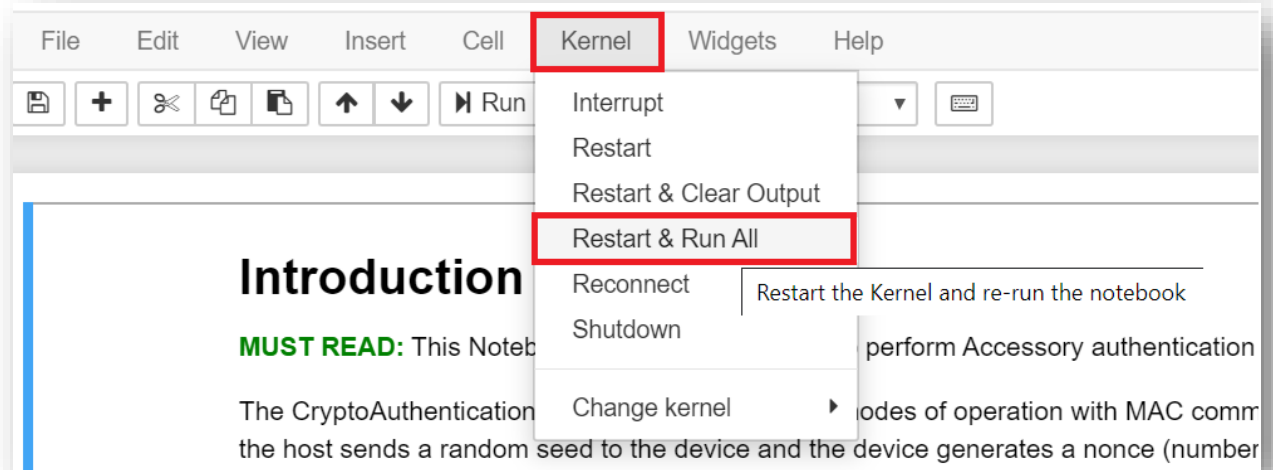 File Edit View Insert Cell Kernel Widgets Help
Run
Interrupt
Restart
Restart & Clear Output
Restart & Run All
Reconnect
Restart the Kernel and re-run the notebook
Shutdown
Change kernel
Introduction
MUST READ: This Noteb perform Accessory authentication
The CryptoAuthentication odes of operation with MAC comm
the host sends a random seed to the device and the device generates a nonce (number